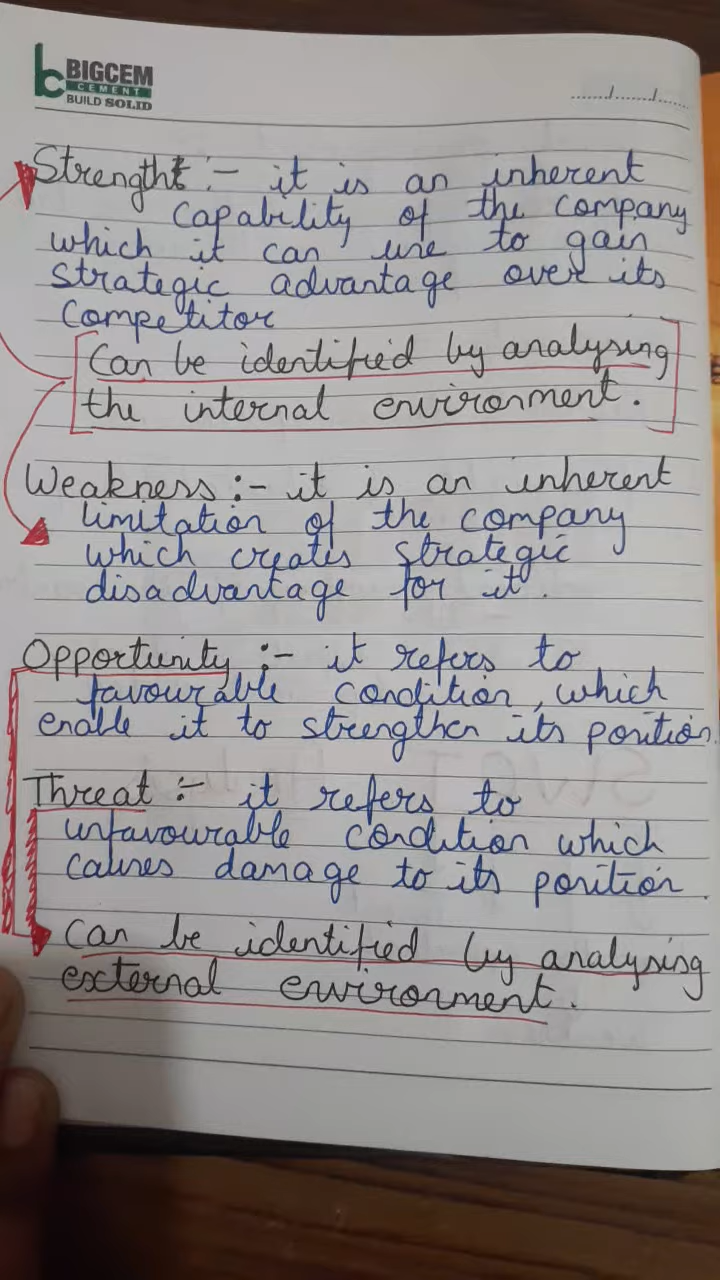 BIGCEM
CEMENT
BUILD SOLID
....../......./......
Strenght :- it is an inherent
capability of the company
which it can use to gain
strategic advantage over its
competitor
Can be identified by analysing
the internal environment.
Weakness :- it is an inherent
limitation of the company
which creates strategic
disadvantage for it.
Opportunity :- it refers to
favourable condition, which
enable it to strengthen its position.
Threat :- it refers to
unfavourable condition which
causes damage to its position.
Can be identified by analysing
external environment.